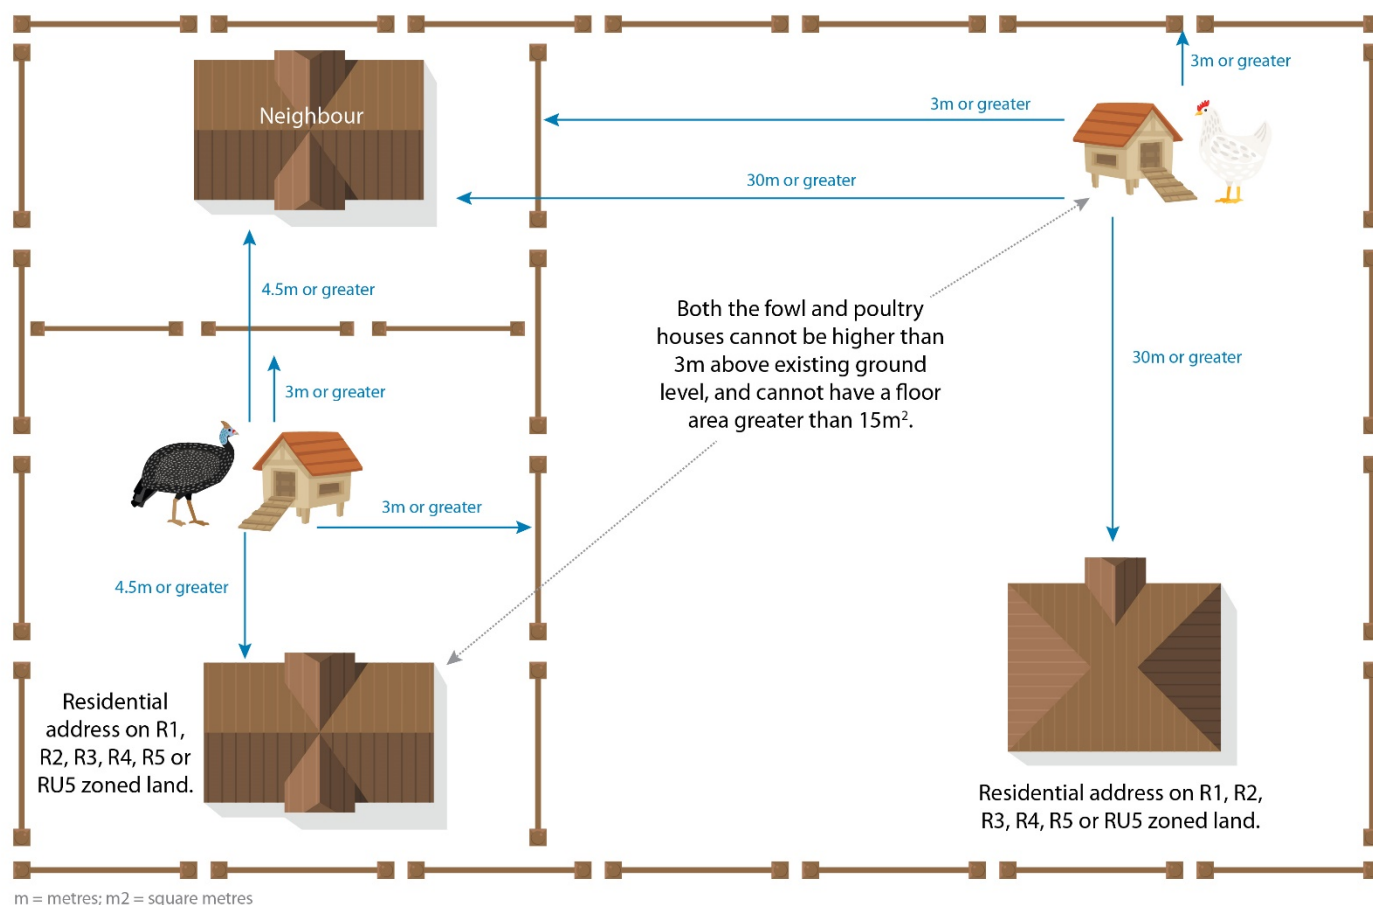 3m or greater
3m or greater
Neighbour
30m or greater
4.5m or greater
Both the fowl and poultry
houses cannot be higher than
3m above existing ground
level, and cannot have a floor
area greater than 15m².
30m or greater
3m or greater
3m or greater
4.5m or greater
Residential
address on R1,
R2, R3, R4, R5 or
RU5 zoned land.
Residential address on R1, R2,
R3, R4, R5 or RU5 zoned land.
m = metres; m2 = square metres